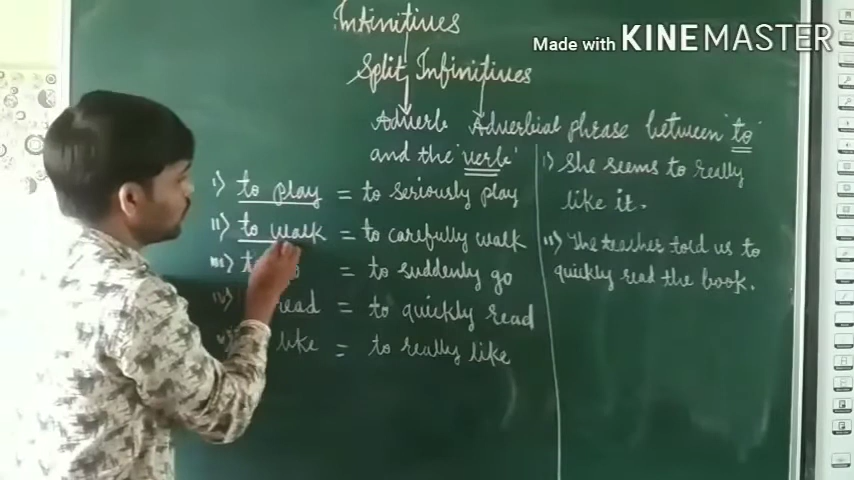 Made with KINEMASTER
Infinitives
Split Infinitives
Adverb Adverbial phrase between "to"
and the "verb"
i) to play = to seriously play
ii) to walk = to carefully walk
iii) = to suddenly go
iv) read = to quickly read
like = to really like
i) She seems to really
like it.
ii) The teacher told us to
quickly read the book.